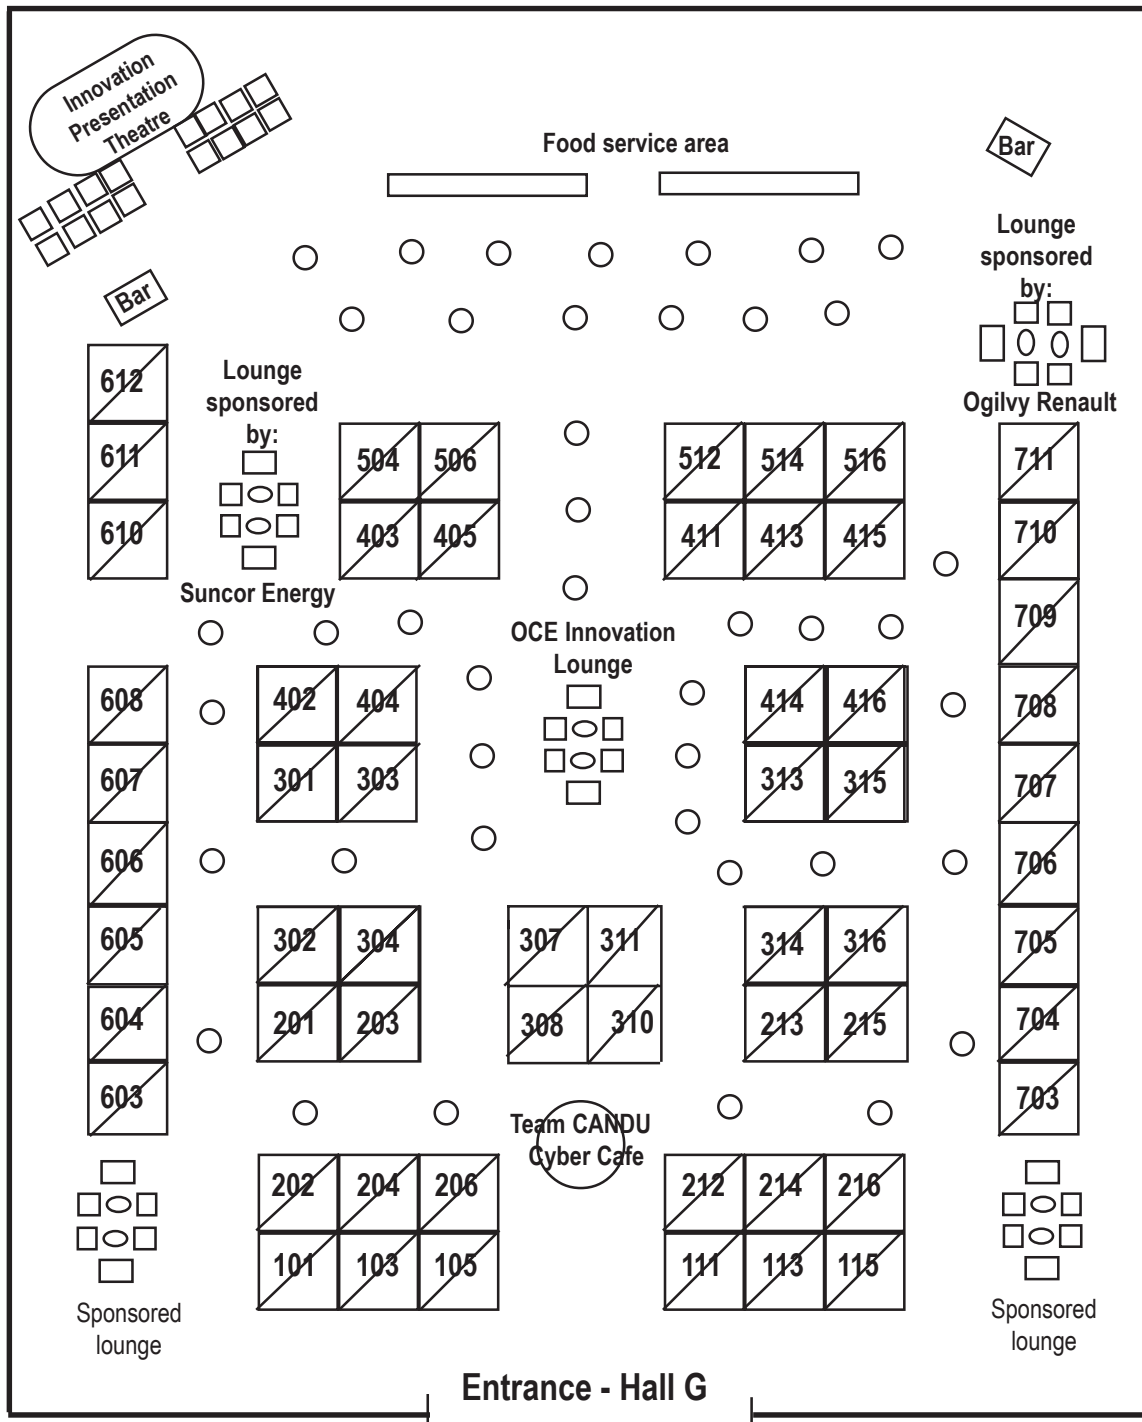 Innovation
Presentation
Theatre
Food service area
Bar
Lounge
sponsored
by:
Ogilvy Renault
Bar
Lounge
sponsored
by:
Suncor Energy
612
611
610
504 506
403 405
512 514 516
411 413 415
711
710
709
708
707
706
705
704
703
OCE Innovation
Lounge
608
607
606
605
604
603
402 404
301 303
414 416
313 315
302 304
201 203
307 311
308 310
314 316
213 215
Team CANDU
Cyber Cafe
202 204 206
101 103 105
212 214 216
111 113 115
Sponsored
lounge
Sponsored
lounge
Entrance - Hall G